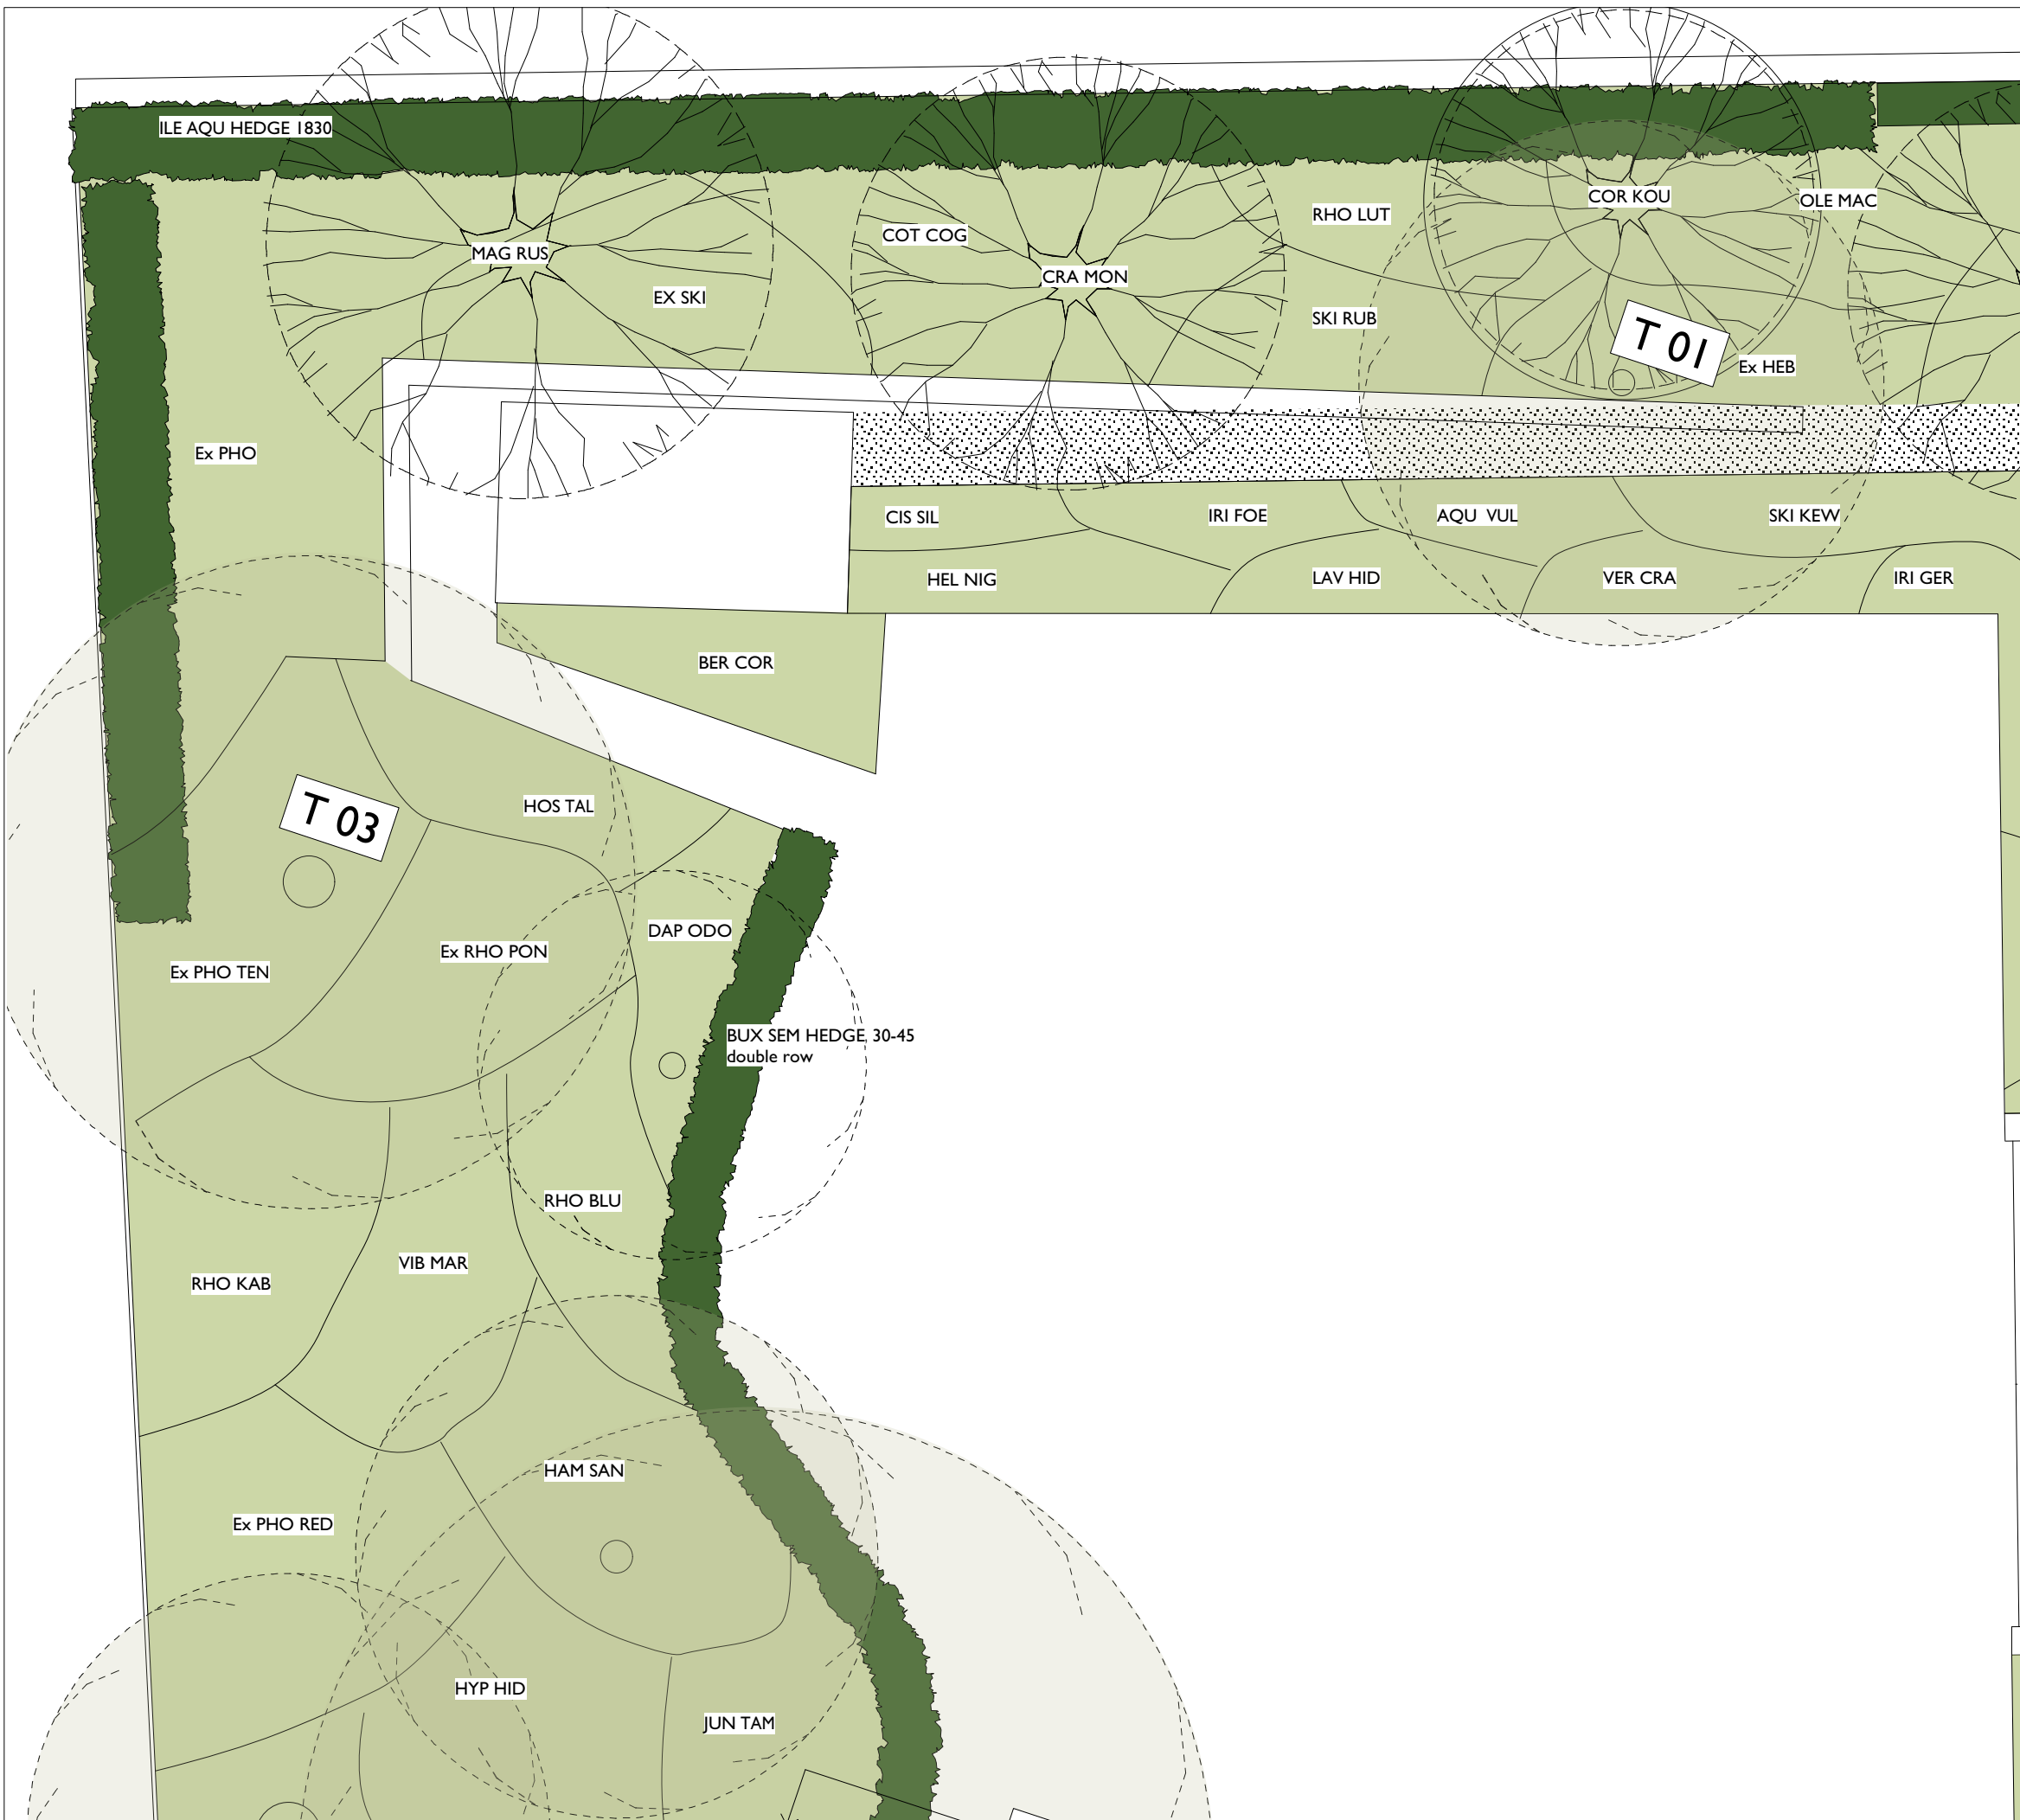 ILE AQU HEDGE 1830
MAG RUS
EX SKI
COT COG
CRA MON
RHO LUT
SKI RUB
COR KOU
OLE MAC
T 01
Ex HEB
Ex PHO
CIS SIL
IRI FOE
AQU VUL
SKI KEW
HEL NIG
LAV HID
VER CRA
IRI GER
BER COR
T 03
HOS TAL
DAP ODO
Ex RHO PON
Ex PHO TEN
BUX SEM HEDGE 30-45
double row
RHO BLU
VIB MAR
RHO KAB
HAM SAN
Ex PHO RED
HYP HID
JUN TAM